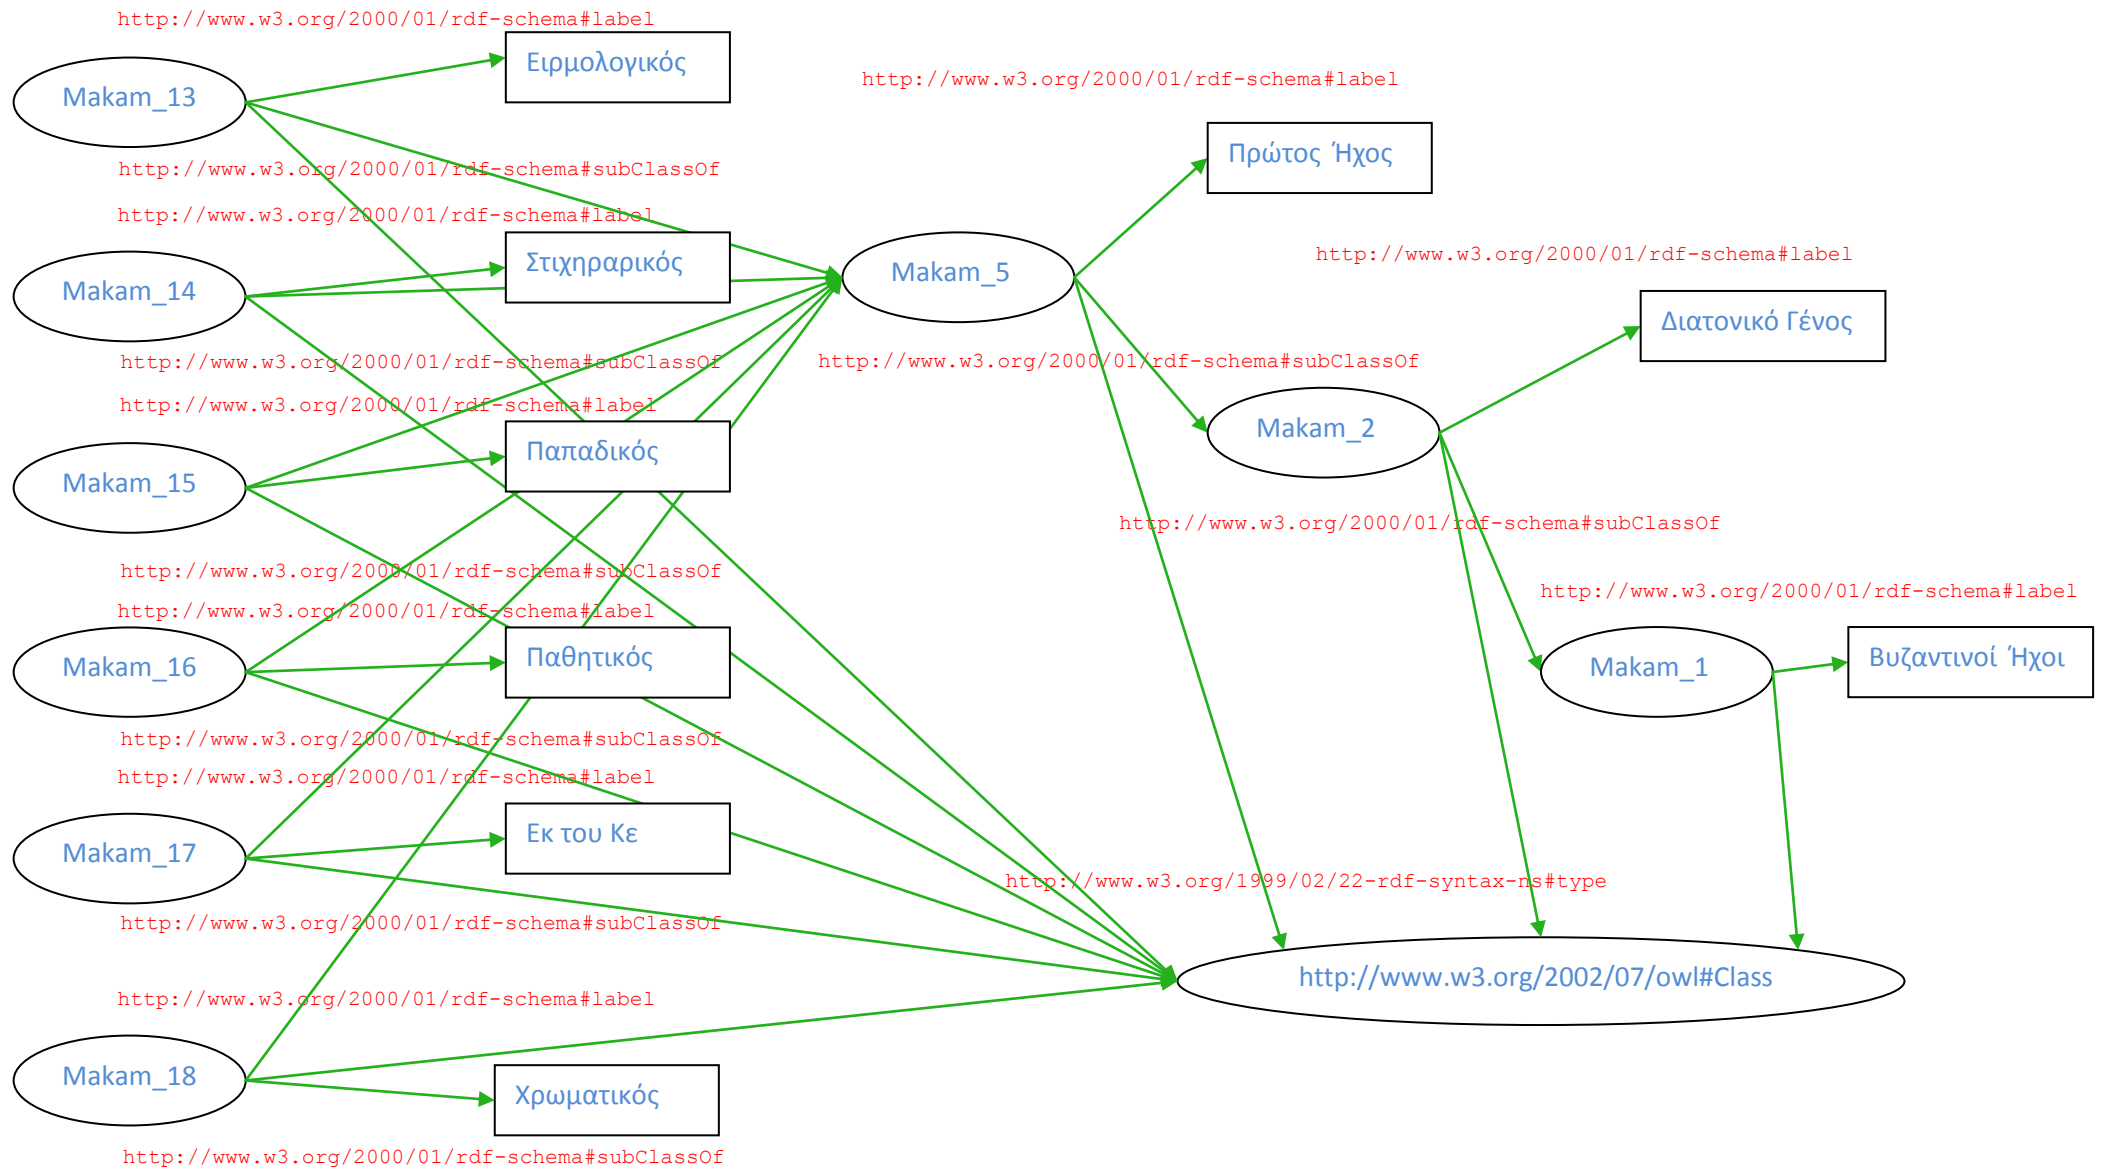 http://www.w3.org/2000/01/rdf-schema#label
Ειρμολογικός
Makam_13
http://www.w3.org/2000/01/rdf-schema#label
Πρώτος Ήχος
http://www.w3.org/2000/01/rdf-schema#subClassOf
http://www.w3.org/2000/01/rdf-schema#label
Στιχηραρικός
Makam_14
Makam_5
http://www.w3.org/2000/01/rdf-schema#label
Διατονικό Γένος
http://www.w3.org/2000/01/rdf-schema#subClassOf
http://www.w3.org/2000/01/rdf-schema#subClassOf
http://www.w3.org/2000/01/rdf-schema#label
Makam_2
Παπαδικός
Makam_15
http://www.w3.org/2000/01/rdf-schema#subClassOf
http://www.w3.org/2000/01/rdf-schema#subClassOf
http://www.w3.org/2000/01/rdf-schema#label
http://www.w3.org/2000/01/rdf-schema#label
Παθητικός
Makam_16
Makam_1
Βυζαντινοί Ήχοι
http://www.w3.org/2000/01/rdf-schema#subClassOf
http://www.w3.org/2000/01/rdf-schema#label
Εκ του Κε
Makam_17
http://www.w3.org/1999/02/22-rdf-syntax-ns#type
http://www.w3.org/2000/01/rdf-schema#subClassOf
http://www.w3.org/2002/07/owl#Class
http://www.w3.org/2000/01/rdf-schema#label
Makam_18
Χρωματικός
http://www.w3.org/2000/01/rdf-schema#subClassOf